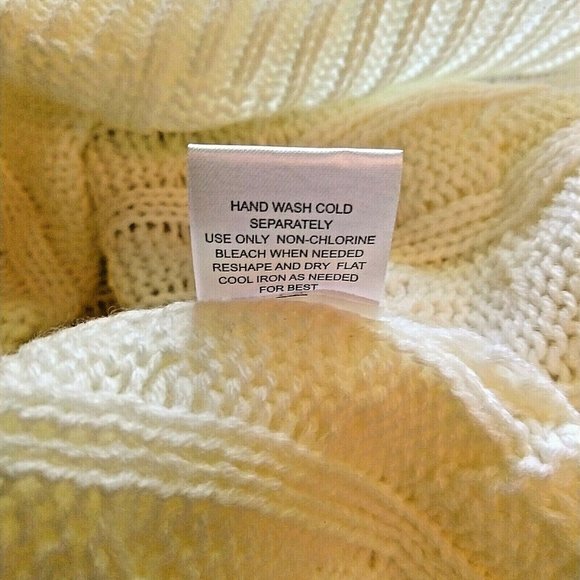 HAND WASH COLD
SEPARATELY
USE ONLY NON-CHLORINE
BLEACH WHEN NEEDED
RESHAPE AND DRY FLAT
COOL IRON AS NEEDED
FOR BEST